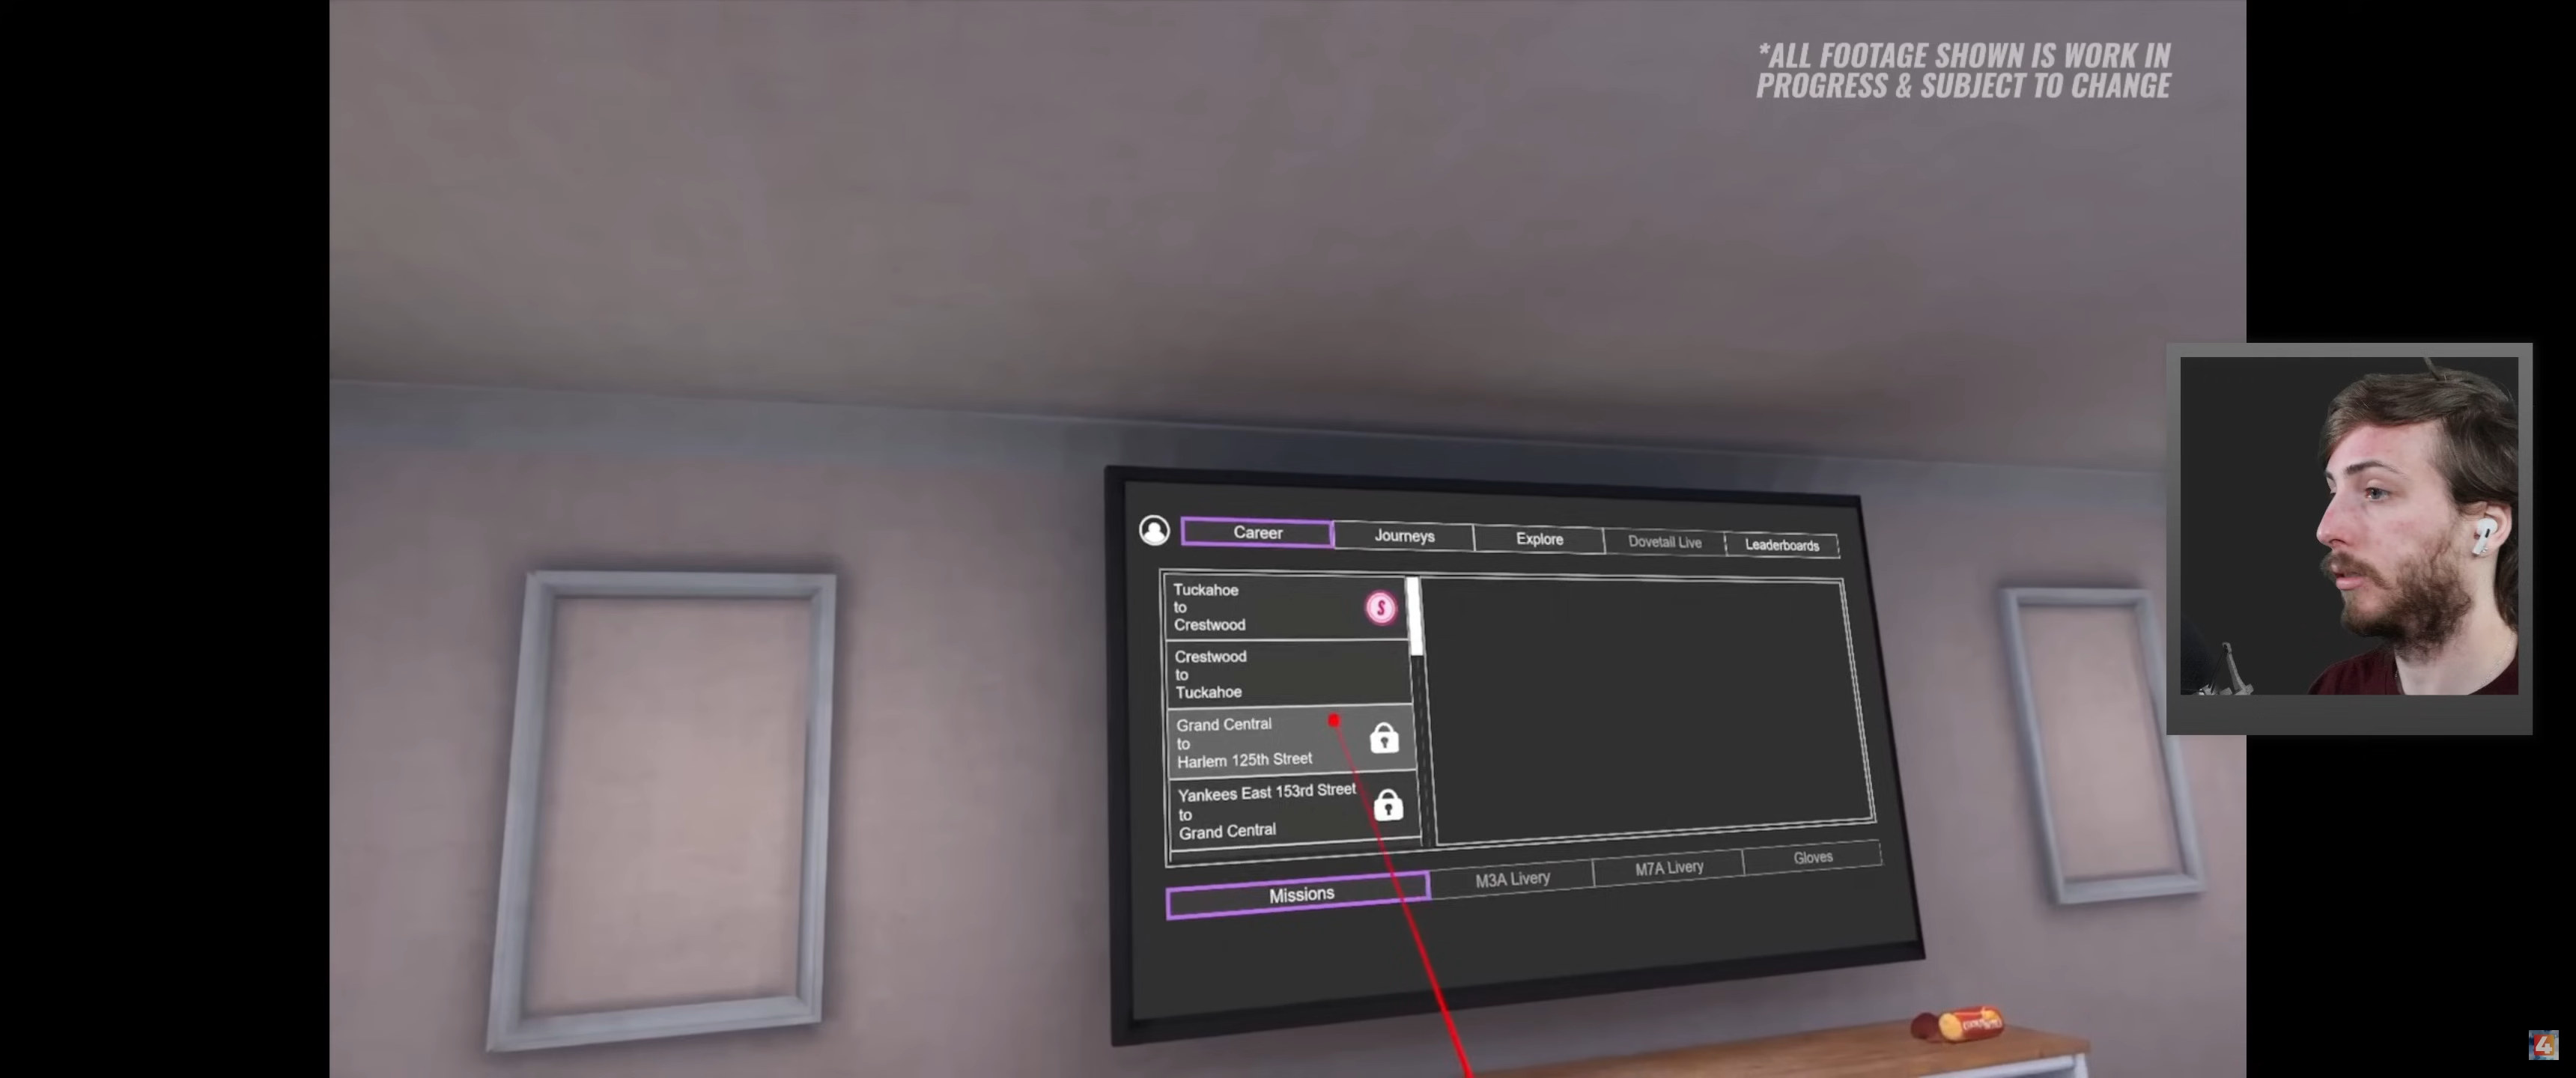 *ALL FOOTAGE SHOWN IS WORK IN
PROGRESS & SUBJECT TO CHANGE
Career
Journeys
Explore
Dovetail Live
Leaderboards
Tuckahoe
to
Crestwood
S
Crestwood
to
Tuckahoe
Grand Central
to
Harlem 125th Street
Yankees East 153rd Street
to
Grand Central
Missions
M3A Livery
M7A Livery
Gloves
4